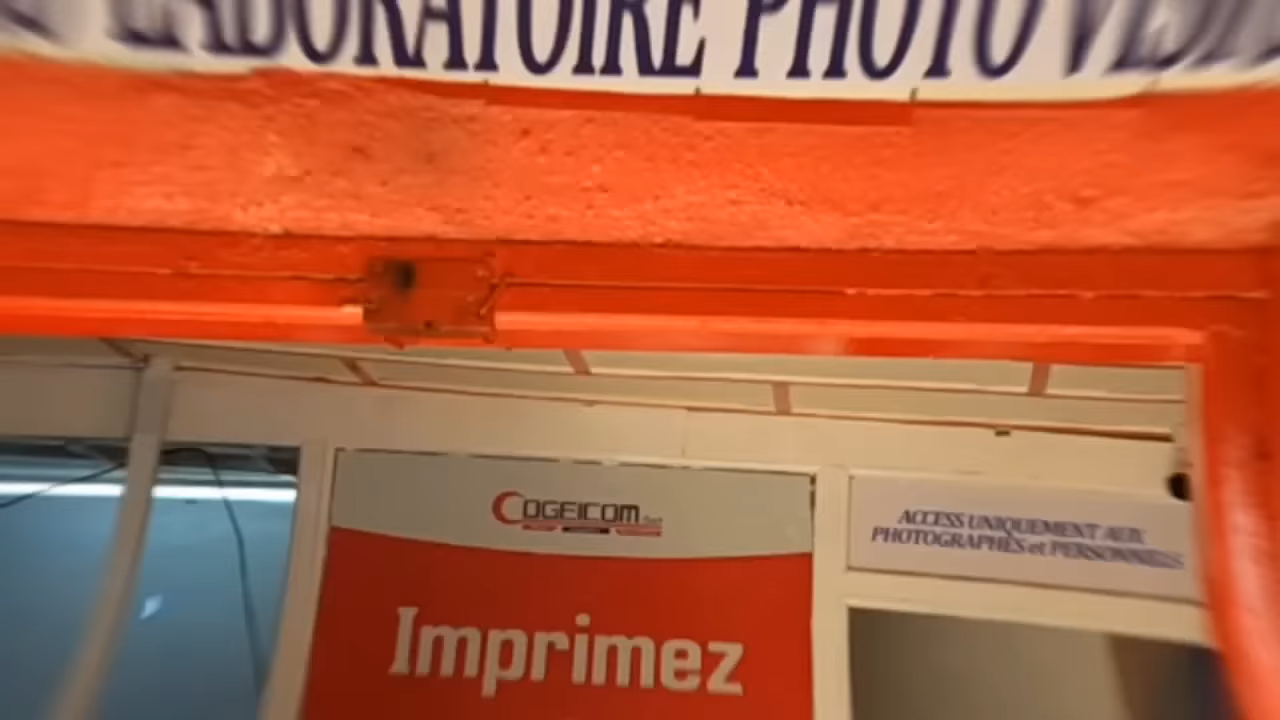 LABORATOIRE PHOTO
COGEICOM
Imprimez
ACCESS UNIQUEMENT AUX
PHOTOGRAPHES et PERSONNELS